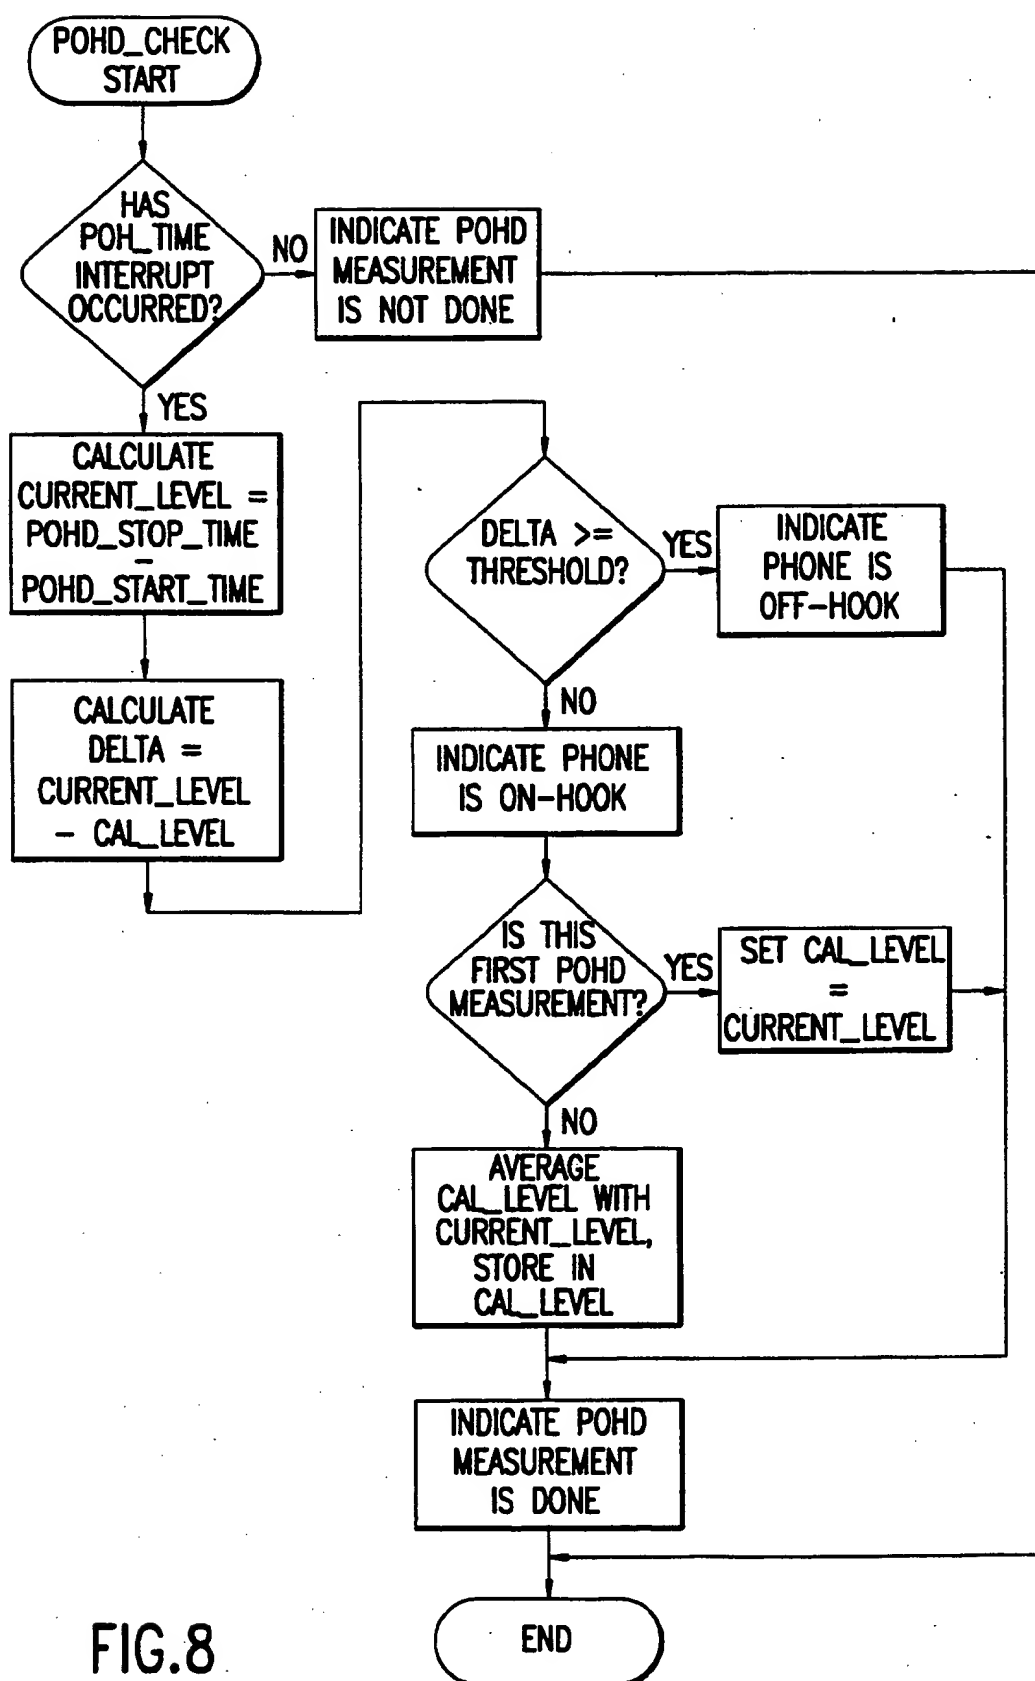 POHD_CHECK
START
HAS
POH_TIME
INTERRUPT
OCCURRED?
NO
INDICATE POHD
MEASUREMENT
IS NOT DONE
YES
CALCULATE
CURRENT_LEVEL =
POHD_STOP_TIME
-
POHD_START_TIME
CALCULATE
DELTA =
CURRENT_LEVEL
- CAL_LEVEL
DELTA >=
THRESHOLD?
YES
INDICATE
PHONE IS
OFF-HOOK
NO
INDICATE PHONE
IS ON-HOOK
IS THIS
FIRST POHD
MEASUREMENT?
YES
SET CAL_LEVEL
=
CURRENT_LEVEL
NO
AVERAGE
CAL_LEVEL WITH
CURRENT_LEVEL,
STORE IN
CAL_LEVEL
INDICATE POHD
MEASUREMENT
IS DONE
END
FIG.8